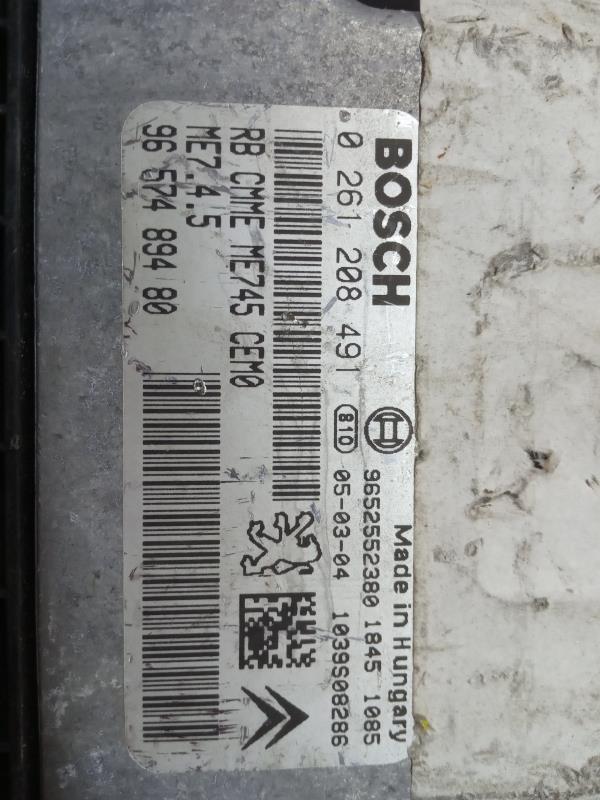 BOSCH
Made in Hungary
9652552380 1845 1085
0 261 208 491
810
05-03-04 1039S08286
RB CMME ME745 CEM0
ME7.4.5
96 574 894 80